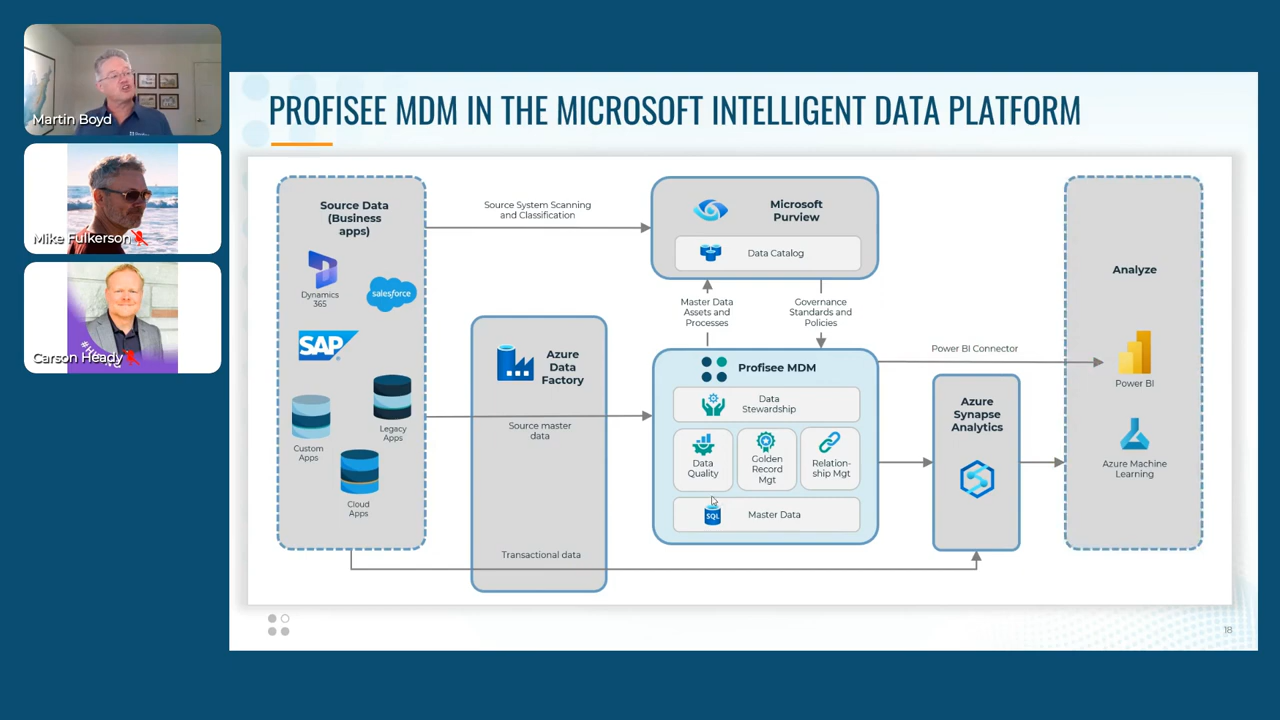 Martin Boyd
Mike Fulkerson
Carson Heady
PROFISEE MDM IN THE MICROSOFT INTELLIGENT DATA PLATFORM
Source Data
(Business
apps)
Dynamics
365
salesforce
SAP
Custom
Apps
Legacy
Apps
Cloud
Apps
Source System Scanning
and Classification
Azure
Data
Factory
Source master
data
Transactional data
Microsoft
Purview
Data Catalog
Master Data
Assets and
Processes
Governance
Standards and
Policies
Profisee MDM
Data
Stewardship
Data
Quality
Golden
Record
Mgt
Relation-
ship Mgt
SQL
Master Data
Power BI Connector
Azure
Synapse
Analytics
Analyze
Power BI
Azure Machine
Learning
18